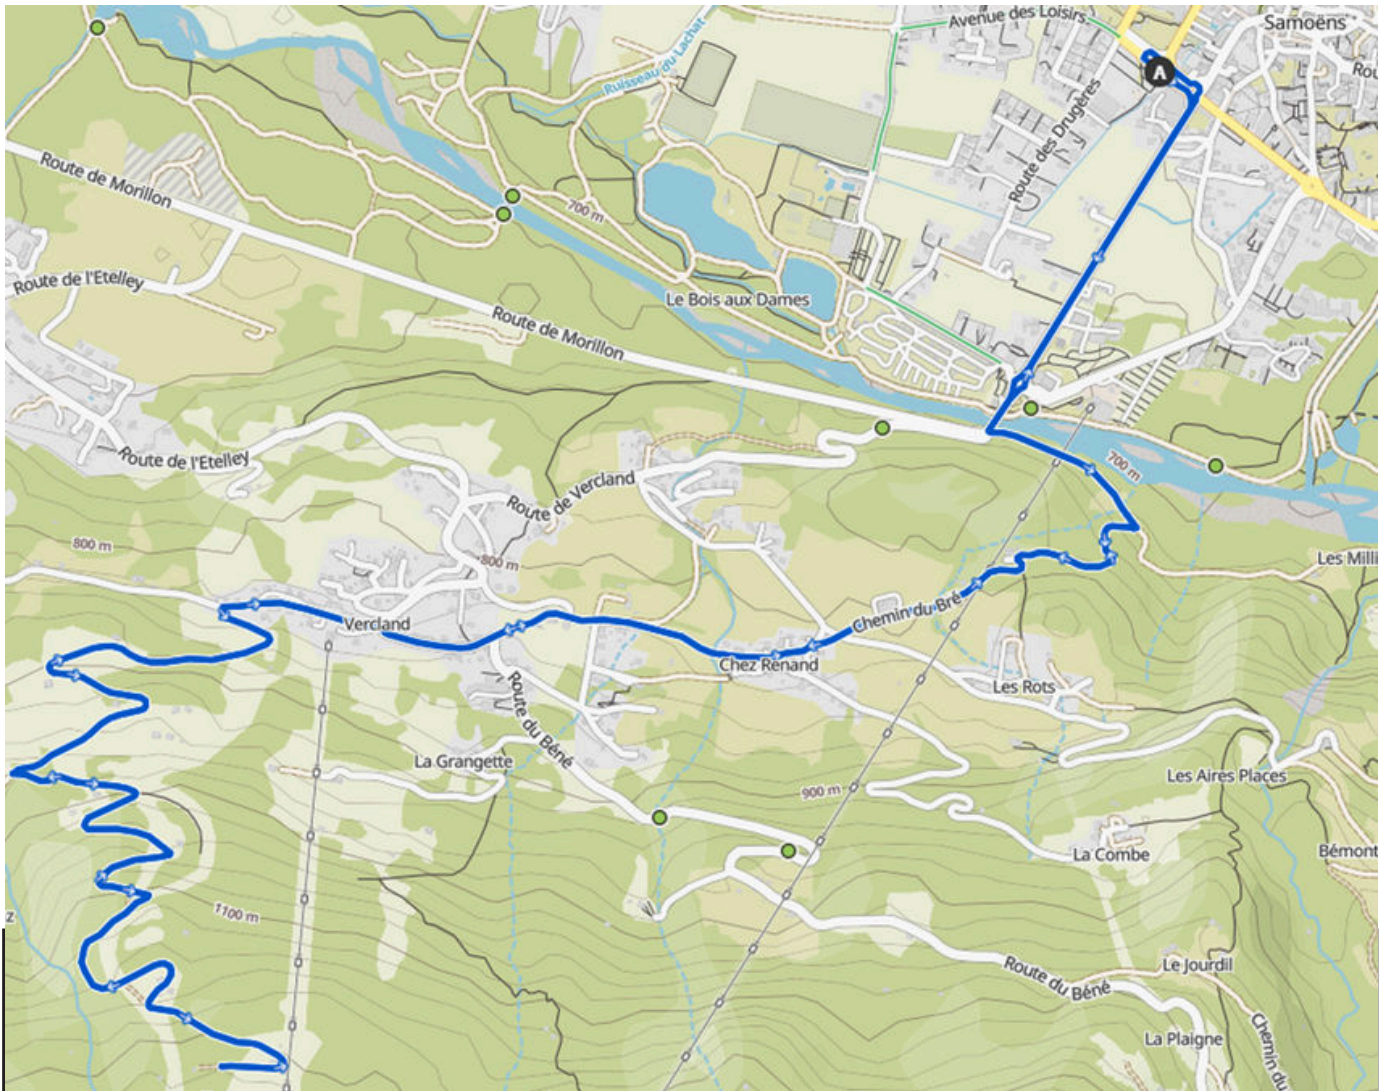 Avenue des Loisirs
Samoëns
A
Rou
Ruisseau du Lachat
Route des Drugères
Route de Morillon
700 m
Route de l'Etelley
Le Bois aux Dames
Route de Morillon
Route de l'Etelley
Route de Vercland
700 m
800 m
800 m
Les Milli
Vercland
Chemin du Bré
Chez Renand
Les Rots
Route du Béné
La Grangette
Les Aires Places
900 m
La Combe
Bémont
1100 m
z
Le Jourdil
Route du Béné
La Plaigne
Chemin du